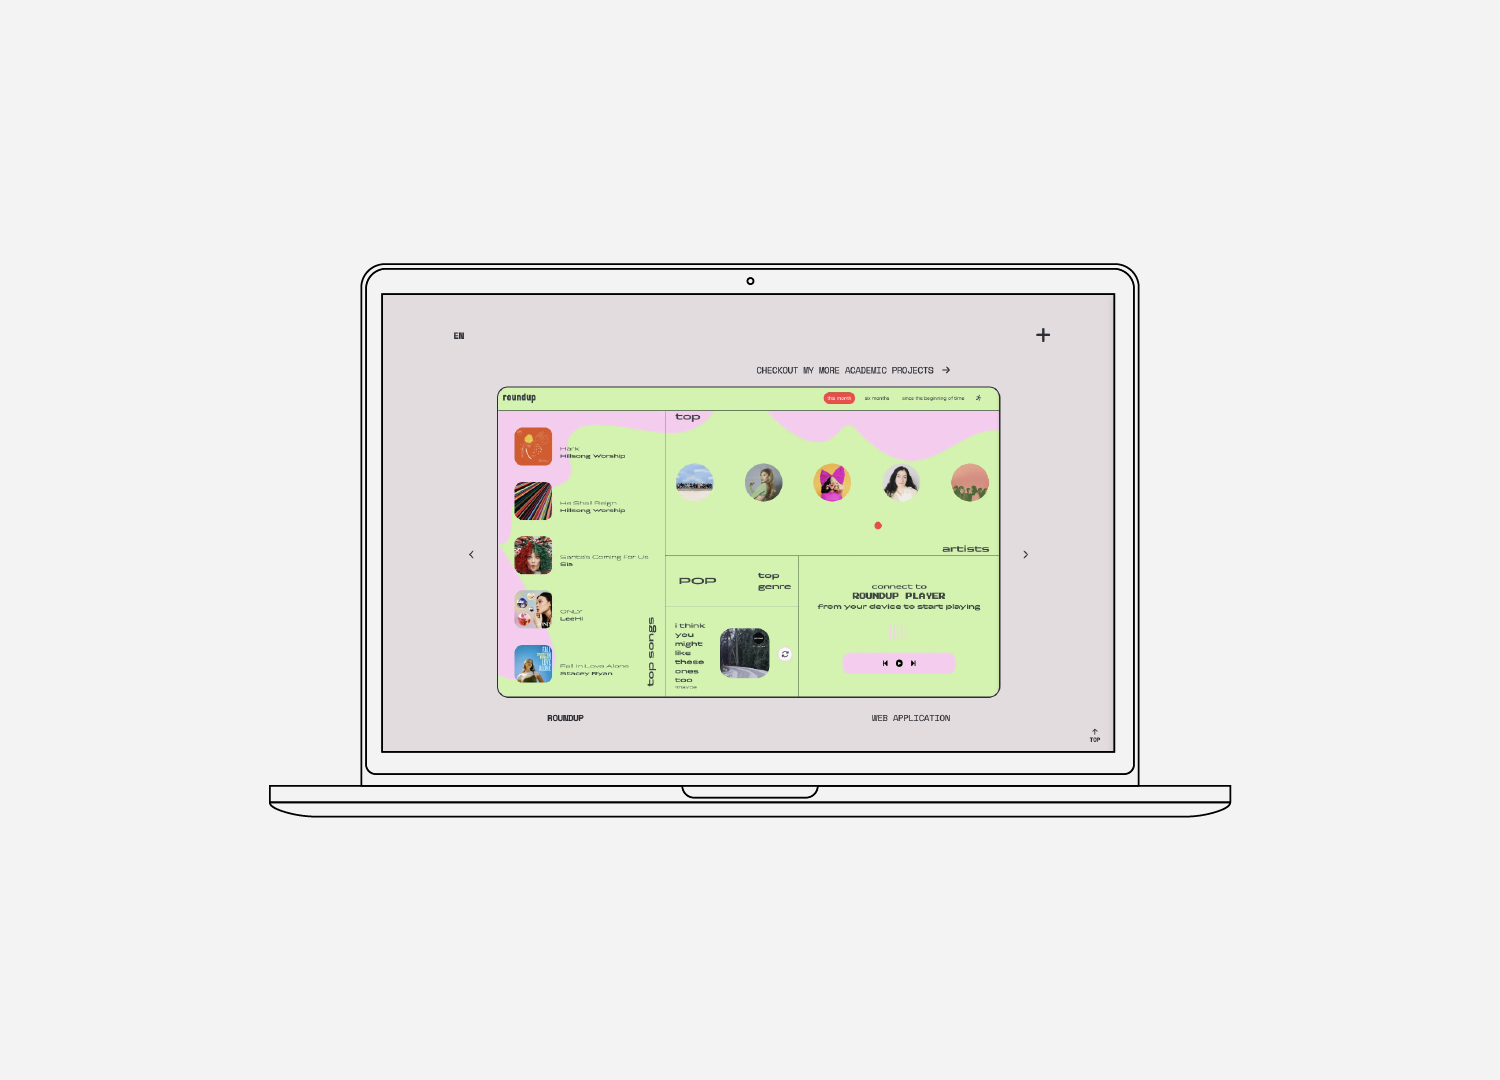 EN
CHECKOUT MY MORE ACADEMIC PROJECTS →
roundup
this month
six months
since the beginning of time
top
Hark
Hillsong Worship
He Shall Reign
Hillsong Worship
Santa's Coming For Us
Sia
ONLY
LeeHi
Fall In Love Alone
Stacey Ryan
top songs
artists
POP
top
genre
i think
you
might
like
these
ones
too
maybe
connect to
ROUNDUP PLAYER
from your device to start playing
ROUNDUP
WEB APPLICATION
TOP